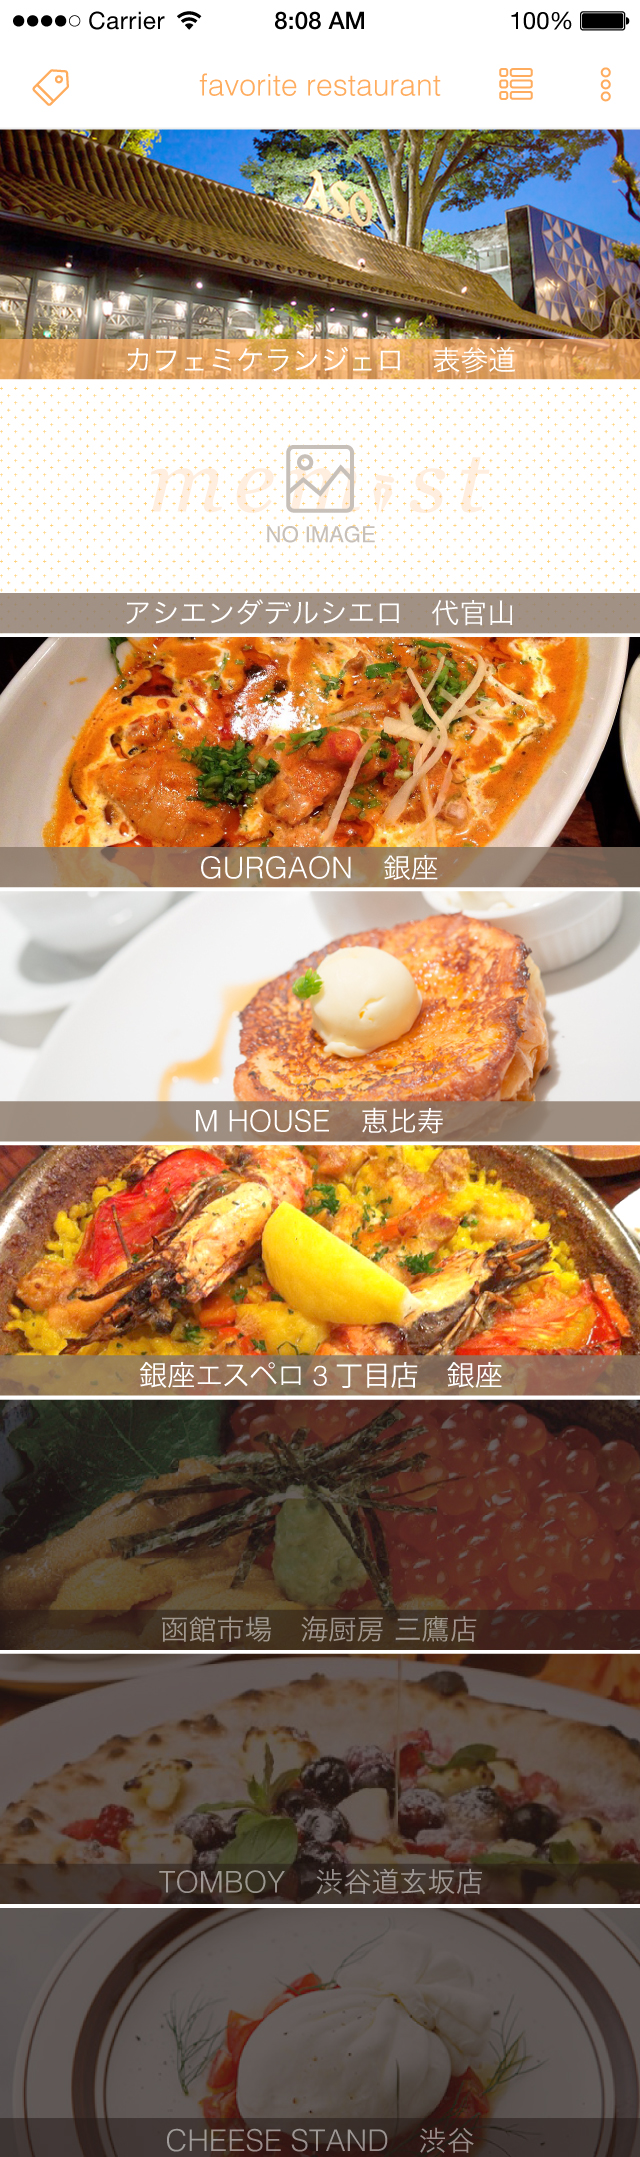 Carrier 8:08 AM 100%
favorite restaurant
ASO
カフェミケランジェロ　表参道
memost
NO IMAGE
アシエンダデルシエロ　代官山
GURGAON　銀座
M HOUSE　恵比寿
銀座エスペロ３丁目店　銀座
函館市場　海厨房 三鷹店
TOMBOY　渋谷道玄坂店
CHEESE STAND　渋谷